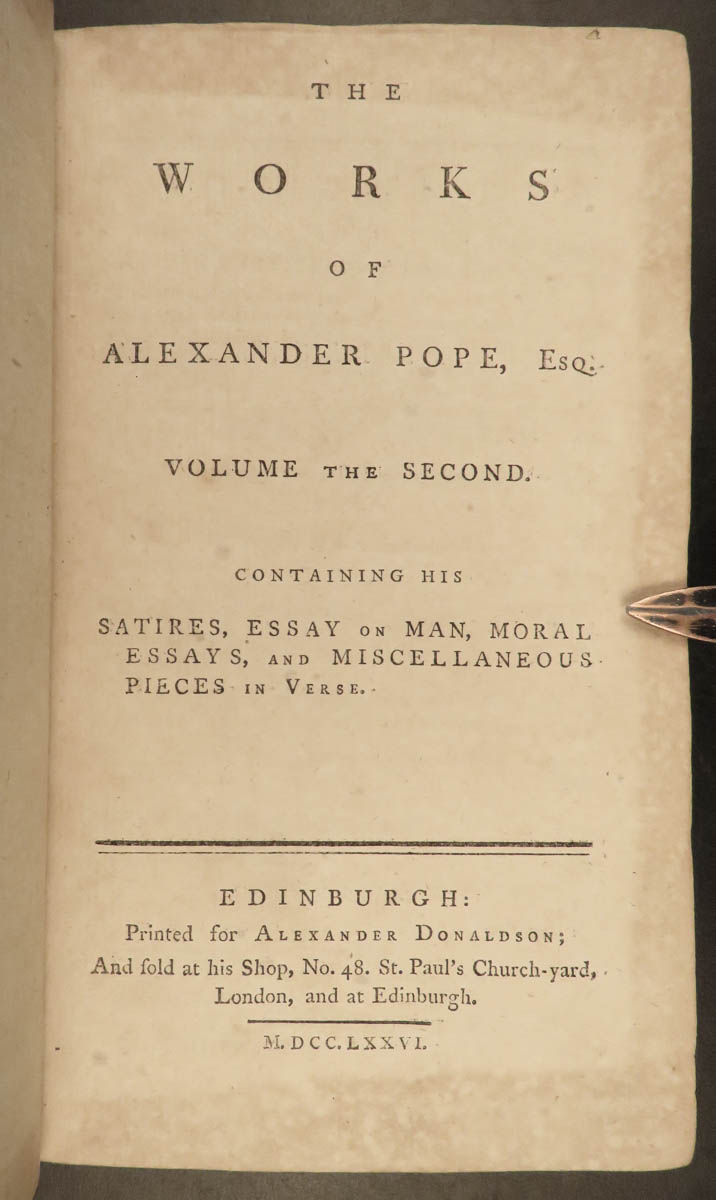 THE
WORKS
OF
ALEXANDER POPE, Esq.
VOLUME THE SECOND.
CONTAINING HIS
SATIRES, ESSAY ON MAN, MORAL
ESSAYS, AND MISCELLANEOUS
PIECES IN VERSE.
EDINBURGH:
Printed for ALEXANDER DONALDSON;
And ſold at his Shop, No. 48. St. Paul's Church-yard,
London, and at Edinburgh.
M.DCC.LXXVI.